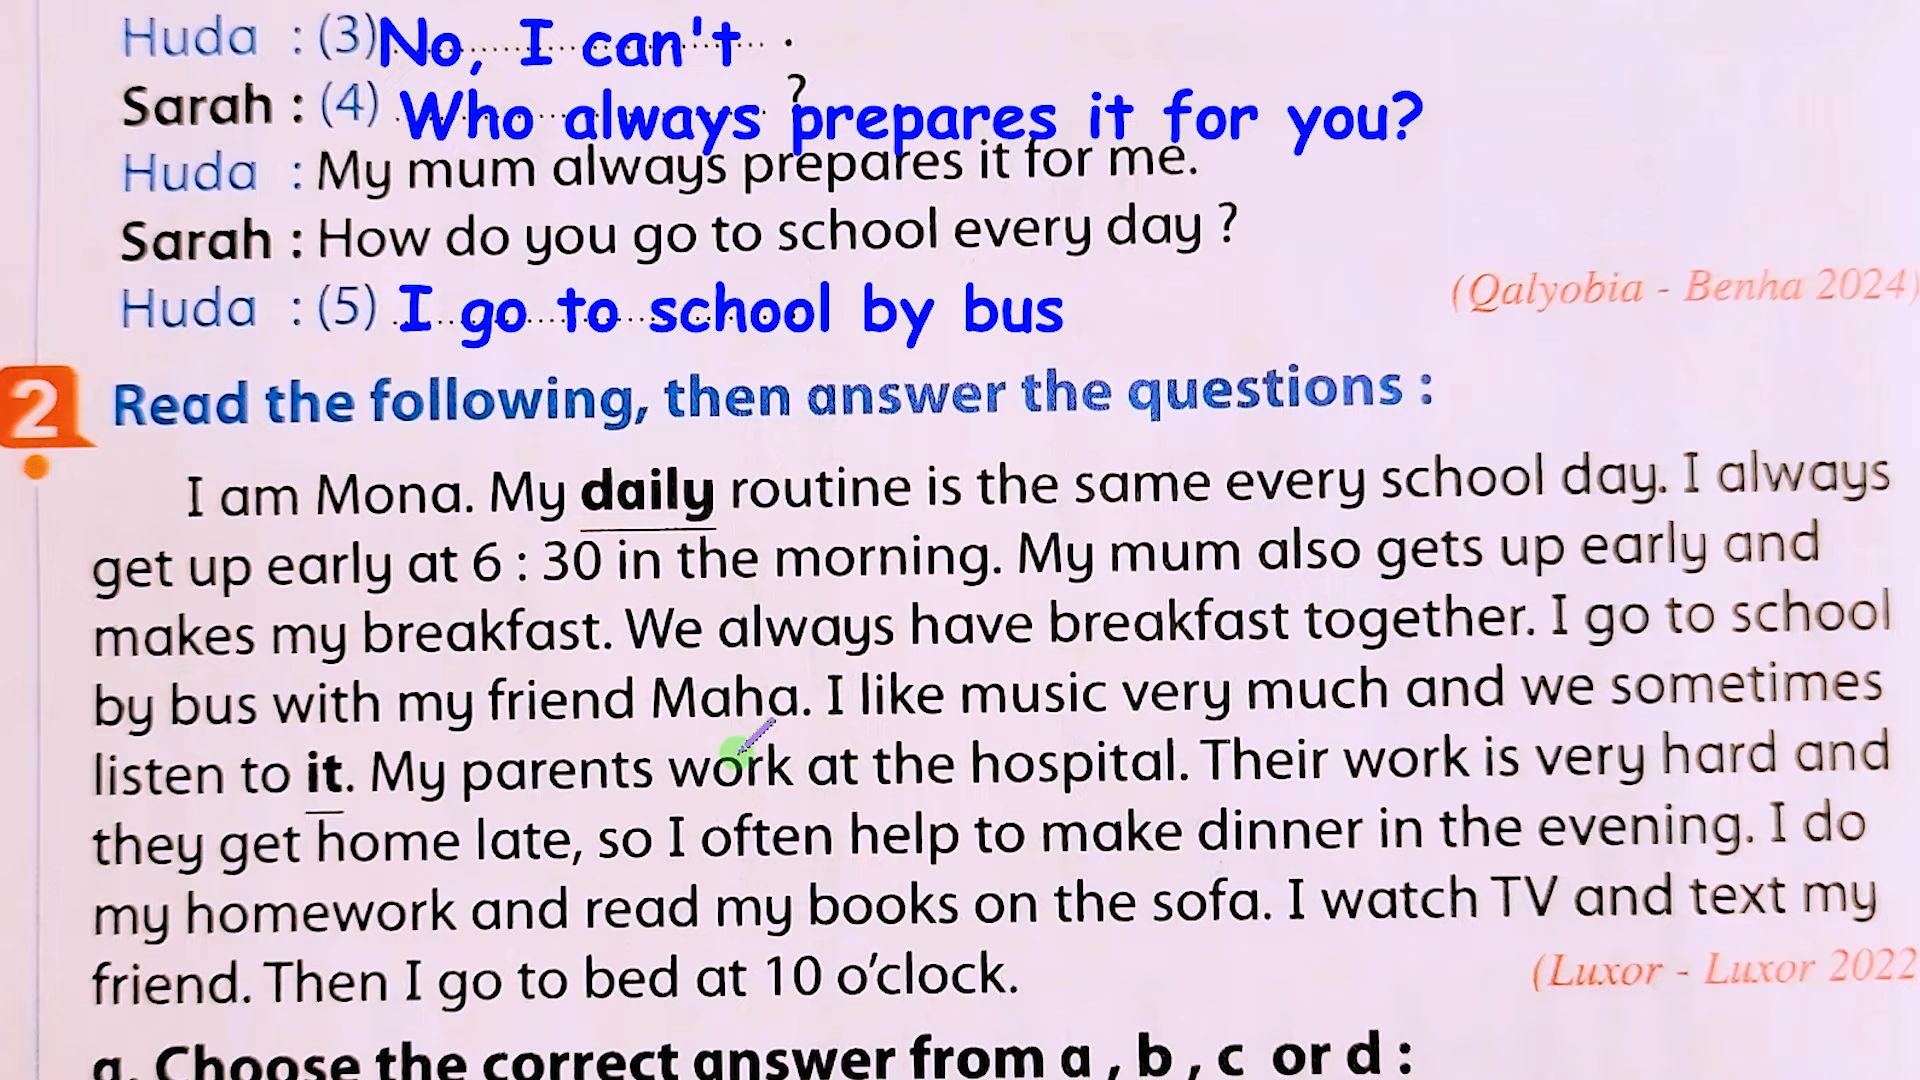 Huda : (3) No, I can't .
Sarah : (4) Who always prepares it for you? ?
Huda : My mum always prepares it for me.
Sarah : How do you go to school every day ?
Huda : (5) I go to school by bus
(Qalyobia - Benha 2024)
2 Read the following, then answer the questions :
I am Mona. My daily routine is the same every school day. I always
get up early at 6 : 30 in the morning. My mum also gets up early and
makes my breakfast. We always have breakfast together. I go to school
by bus with my friend Maha. I like music very much and we sometimes
listen to it. My parents work at the hospital. Their work is very hard and
they get home late, so I often help to make dinner in the evening. I do
my homework and read my books on the sofa. I watch TV and text my
friend. Then I go to bed at 10 o'clock.
(Luxor - Luxor 2022
a. Choose the correct answer from a , b , c or d :